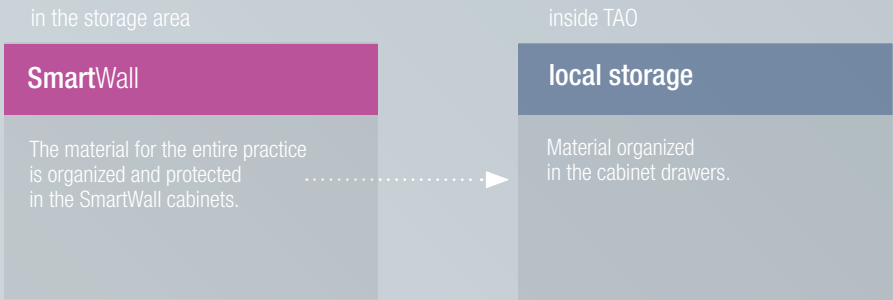 in the storage area
SmartWall
The material for the entire practice
is organized and protected
in the SmartWall cabinets.
inside TAO
local storage
Material organized
in the cabinet drawers.